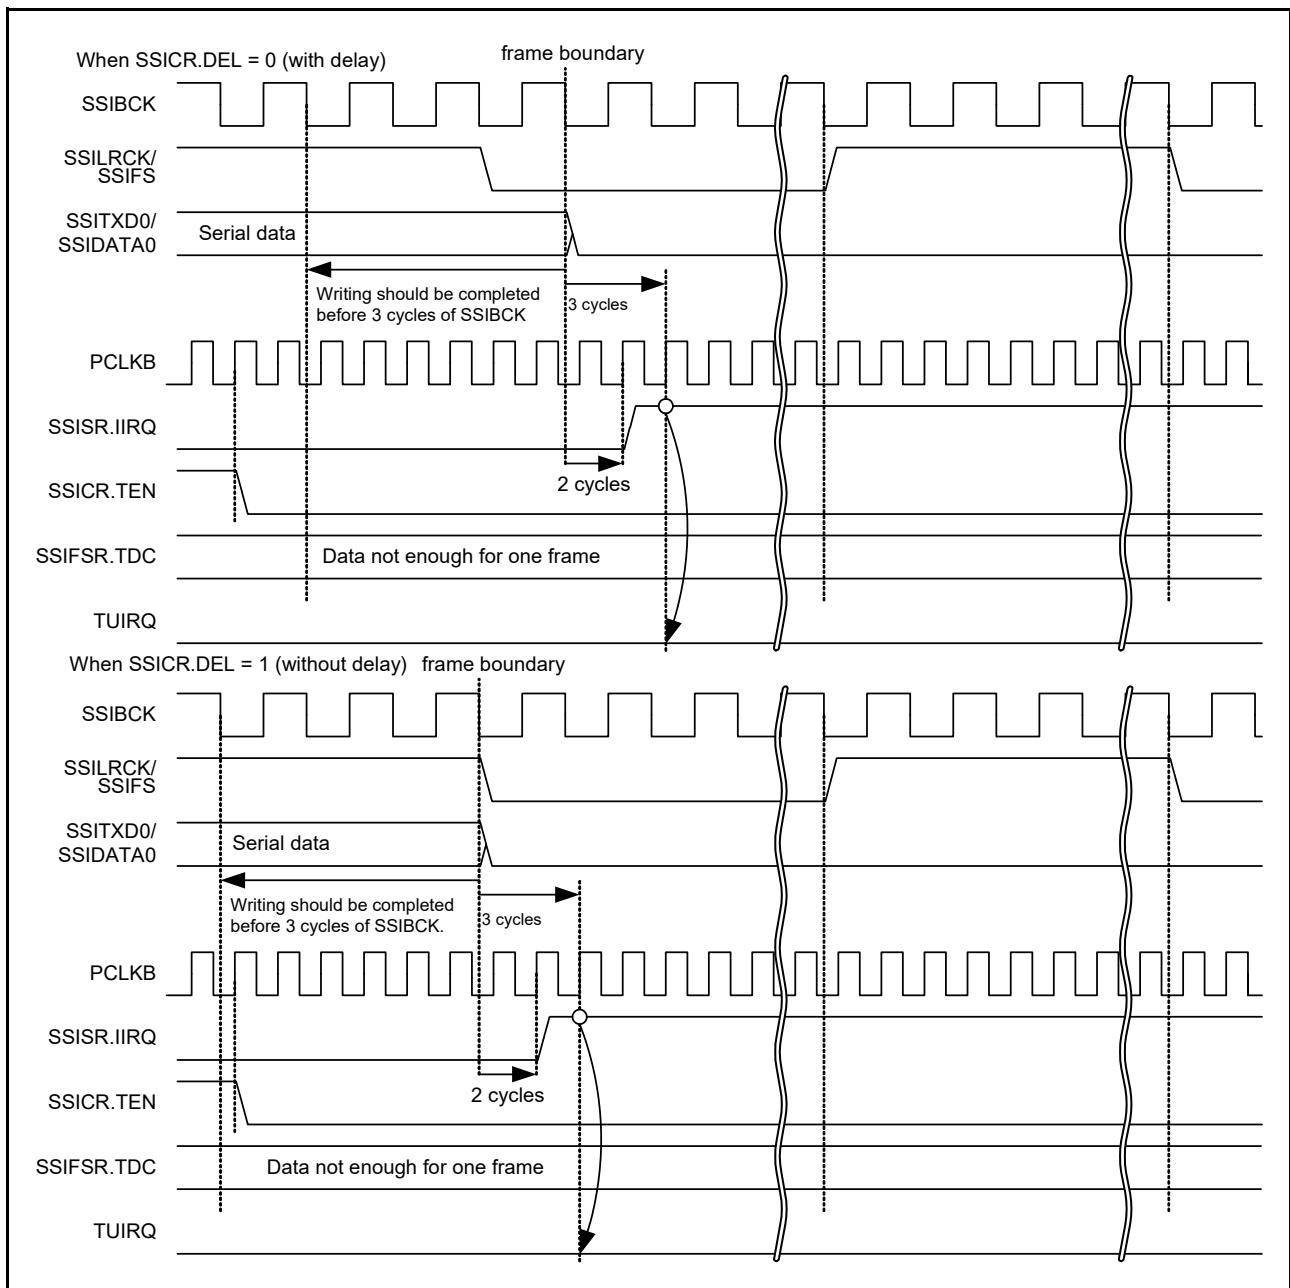 When SSICR.DEL = 0 (with delay)
frame boundary
SSIBCK
SSILRCK/
SSIFS
SSITXD0/
SSIDATA0
Serial data
Writing should be completed
before 3 cycles of SSIBCK
3 cycles
PCLKB
SSISR.IIRQ
2 cycles
SSICR.TEN
SSIFSR.TDC
Data not enough for one frame
TUIRQ
When SSICR.DEL = 1 (without delay)
frame boundary
SSIBCK
SSILRCK/
SSIFS
SSITXD0/
SSIDATA0
Serial data
Writing should be completed
before 3 cycles of SSIBCK.
3 cycles
PCLKB
SSISR.IIRQ
2 cycles
SSICR.TEN
SSIFSR.TDC
Data not enough for one frame
TUIRQ